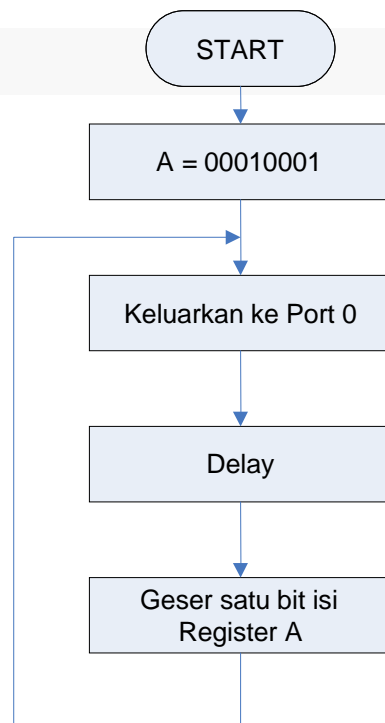 START
A = 00010001
Keluarkan ke Port 0
Delay
Geser satu bit isi
Register A